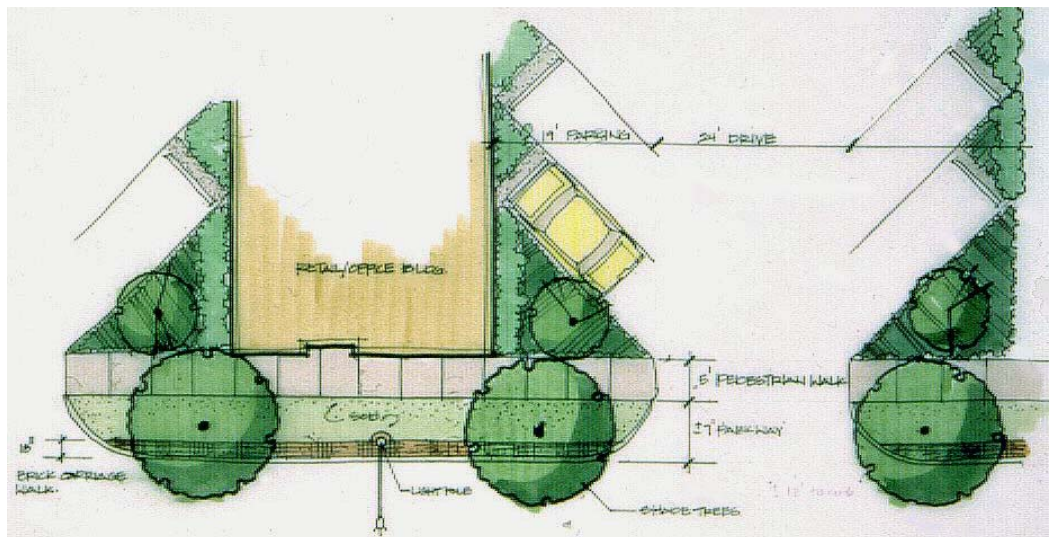 19' PARKING
24' DRIVE
RETAIL/OFFICE BLDG.
5' PEDESTRIAN WALK
±7' PARKWAY
18"
BRICK CARRIAGE
WALK.
LIGHT POLE
SHADE TREES